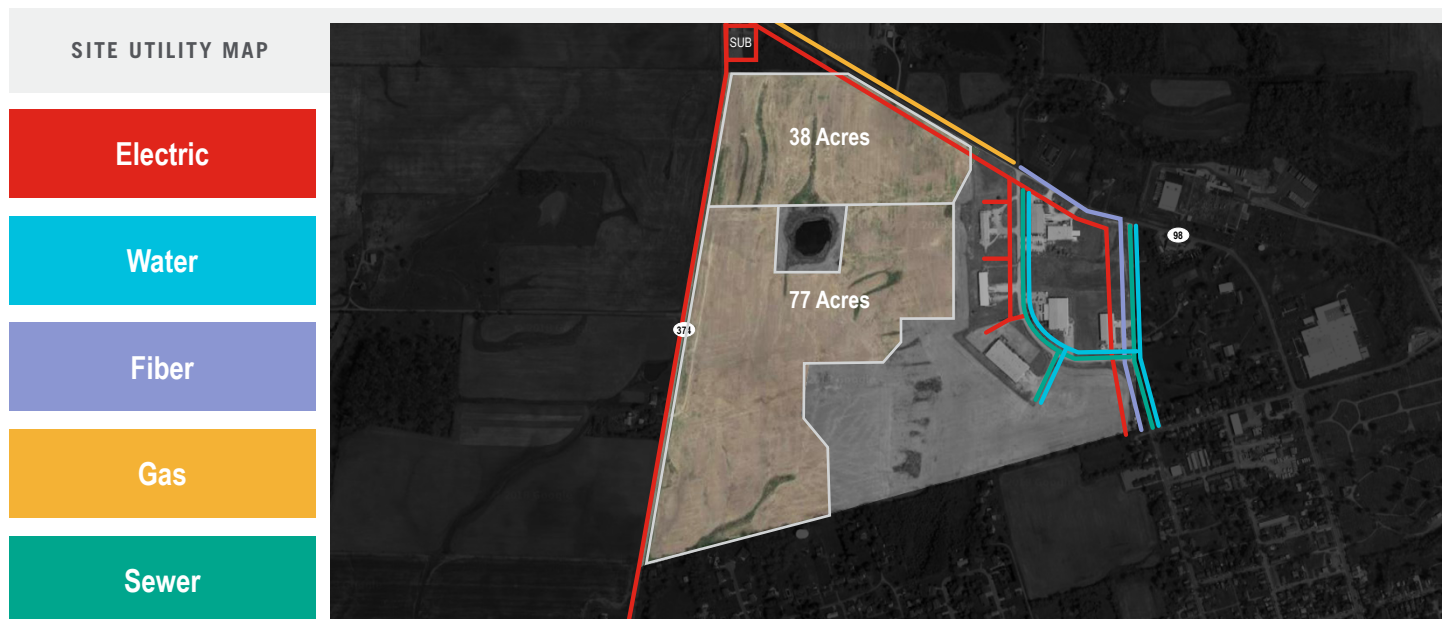 SITE UTILITY MAP
Electric
Water
Fiber
Gas
Sewer
SUB
38 Acres
77 Acres
374
98